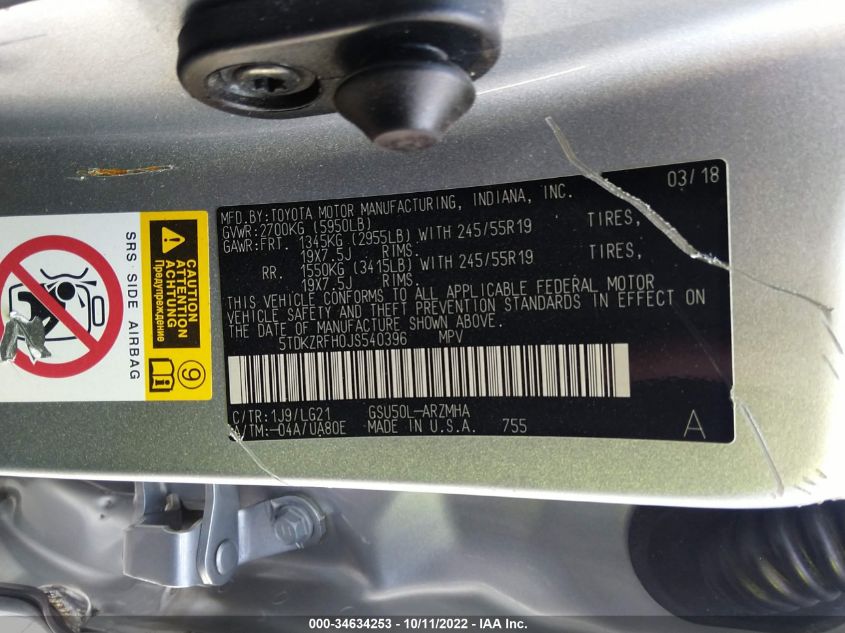 MFD.BY:TOYOTA MOTOR MANUFACTURING, INDIANA, INC. 03/18
GVWR:2700KG (5950LB)
GAWR:FRT. 1345KG (2955LB) WITH 245/55R19 TIRES,
19X7.5J RIMS.
RR. 1550KG (3415LB) WITH 245/55R19 TIRES,
19X7.5J RIMS.
THIS VEHICLE CONFORMS TO ALL APPLICABLE FEDERAL MOTOR
VEHICLE SAFETY AND THEFT PREVENTION STANDARDS IN EFFECT ON
THE DATE OF MANUFACTURE SHOWN ABOVE.
5TDKZRFH0JS540396 MPV
C/TR:1J9/LG21 GSU50L-ARZMHA
A/TM:-04A/UA80E MADE IN U.S.A. 755 A
SRS·SIDE AIRBAG
CAUTION
ATTENTION
ACHTUNG
Предупреждение
9
000-34634253 - 10/11/2022 - IAA Inc.